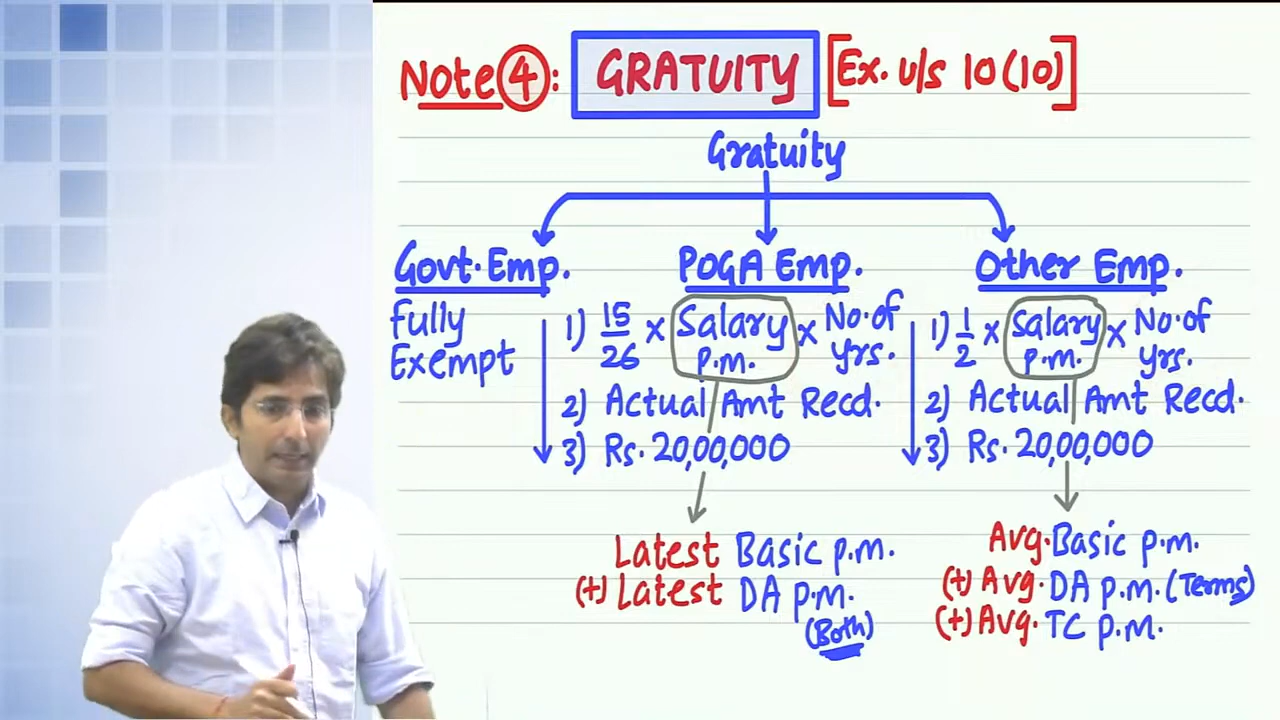 Note 4: GRATUITY [Ex. u/s 10(10)]
Gratuity
Govt. Emp.
Fully
Exempt
POGA Emp.
1) 15/26 x Salary p.m. x No. of yrs.
2) Actual Amt Recd.
3) Rs. 20,00,000
Latest Basic p.m.
(+) Latest DA p.m.
(Both)
Other Emp.
1) 1/2 x Salary p.m. x No. of yrs.
2) Actual Amt Recd.
3) Rs. 20,00,000
Avg. Basic p.m.
(+) Avg. DA p.m. (Terms)
(+) Avg. TC p.m.